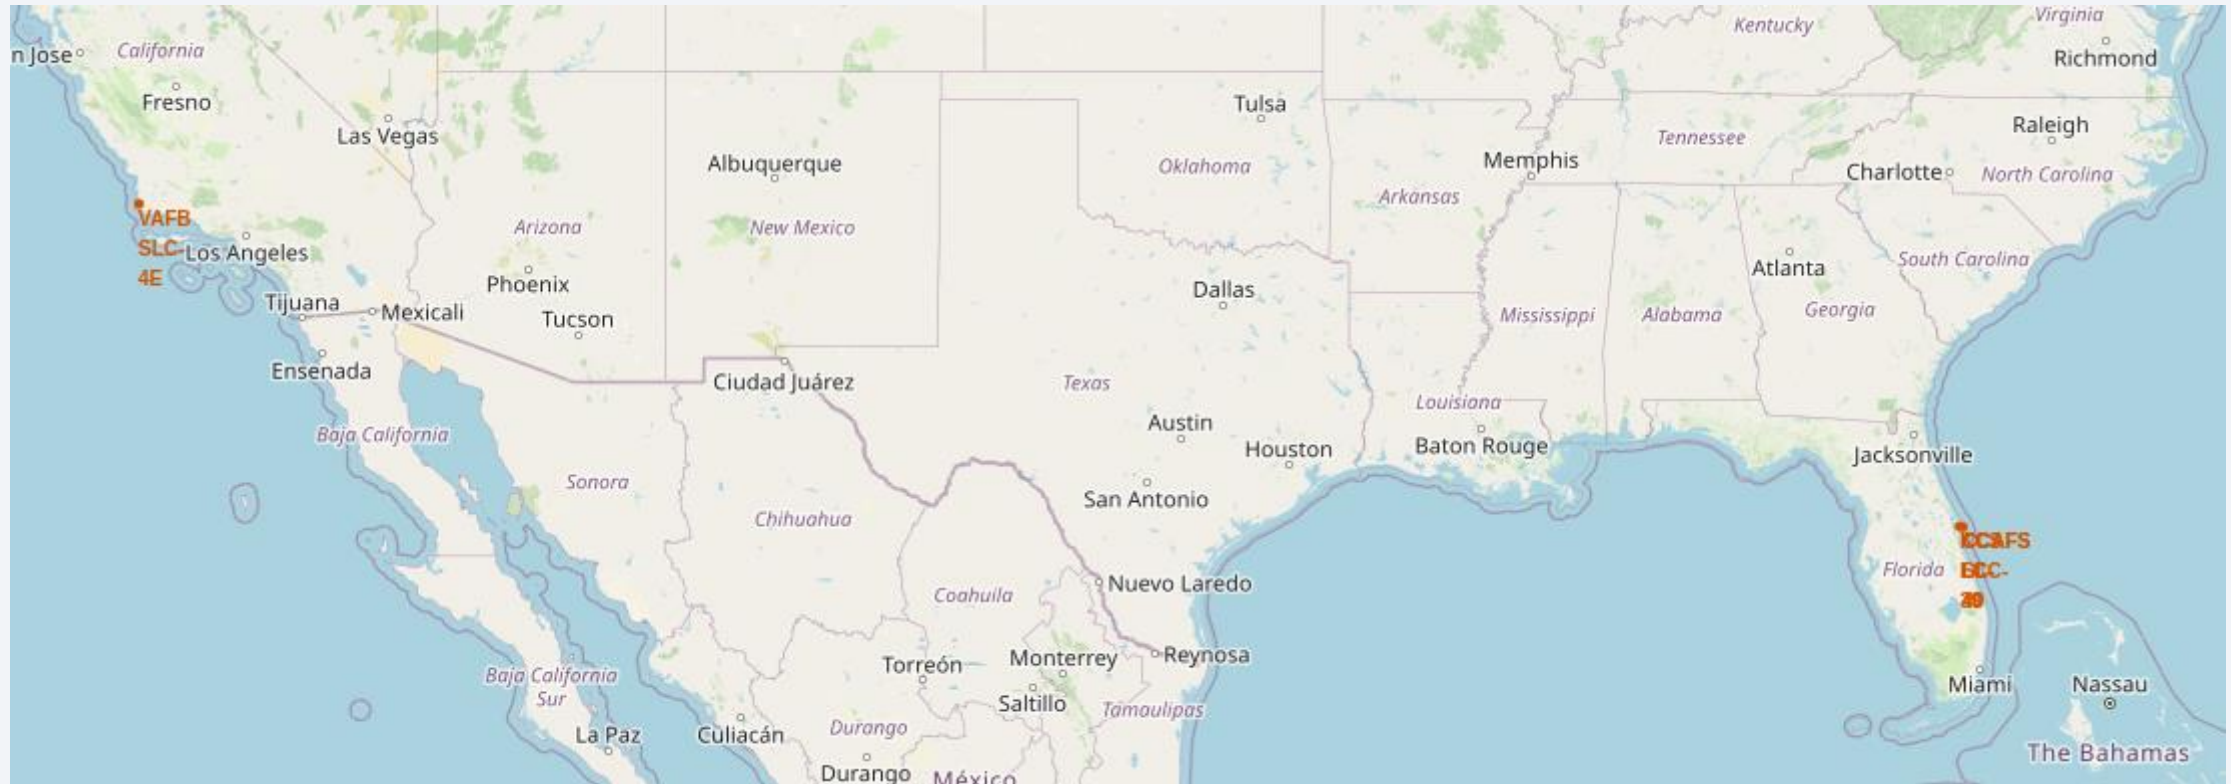 Virginia
Kentucky
n Jose
California
Richmond
Fresno
Tulsa
Las Vegas
Raleigh
Tennessee
Albuquerque
Memphis
Oklahoma
Charlotte
North Carolina
Arkansas
VAFB
SLC-
4E
Arizona
New Mexico
Los Angeles
South Carolina
Atlanta
Phoenix
Dallas
Tijuana
Mexicali
Tucson
Mississippi
Alabama
Georgia
Ensenada
Ciudad Juárez
Texas
Louisiana
Austin
Baja California
Baton Rouge
Houston
Jacksonville
Sonora
San Antonio
Chihuahua
Florida
Nuevo Laredo
Coahuila
Reynosa
Torreón
Monterrey
Baja California
Sur
Miami
Nassau
Saltillo
Tamaulipas
Durango
La Paz
Culiacán
The Bahamas
Durango
México